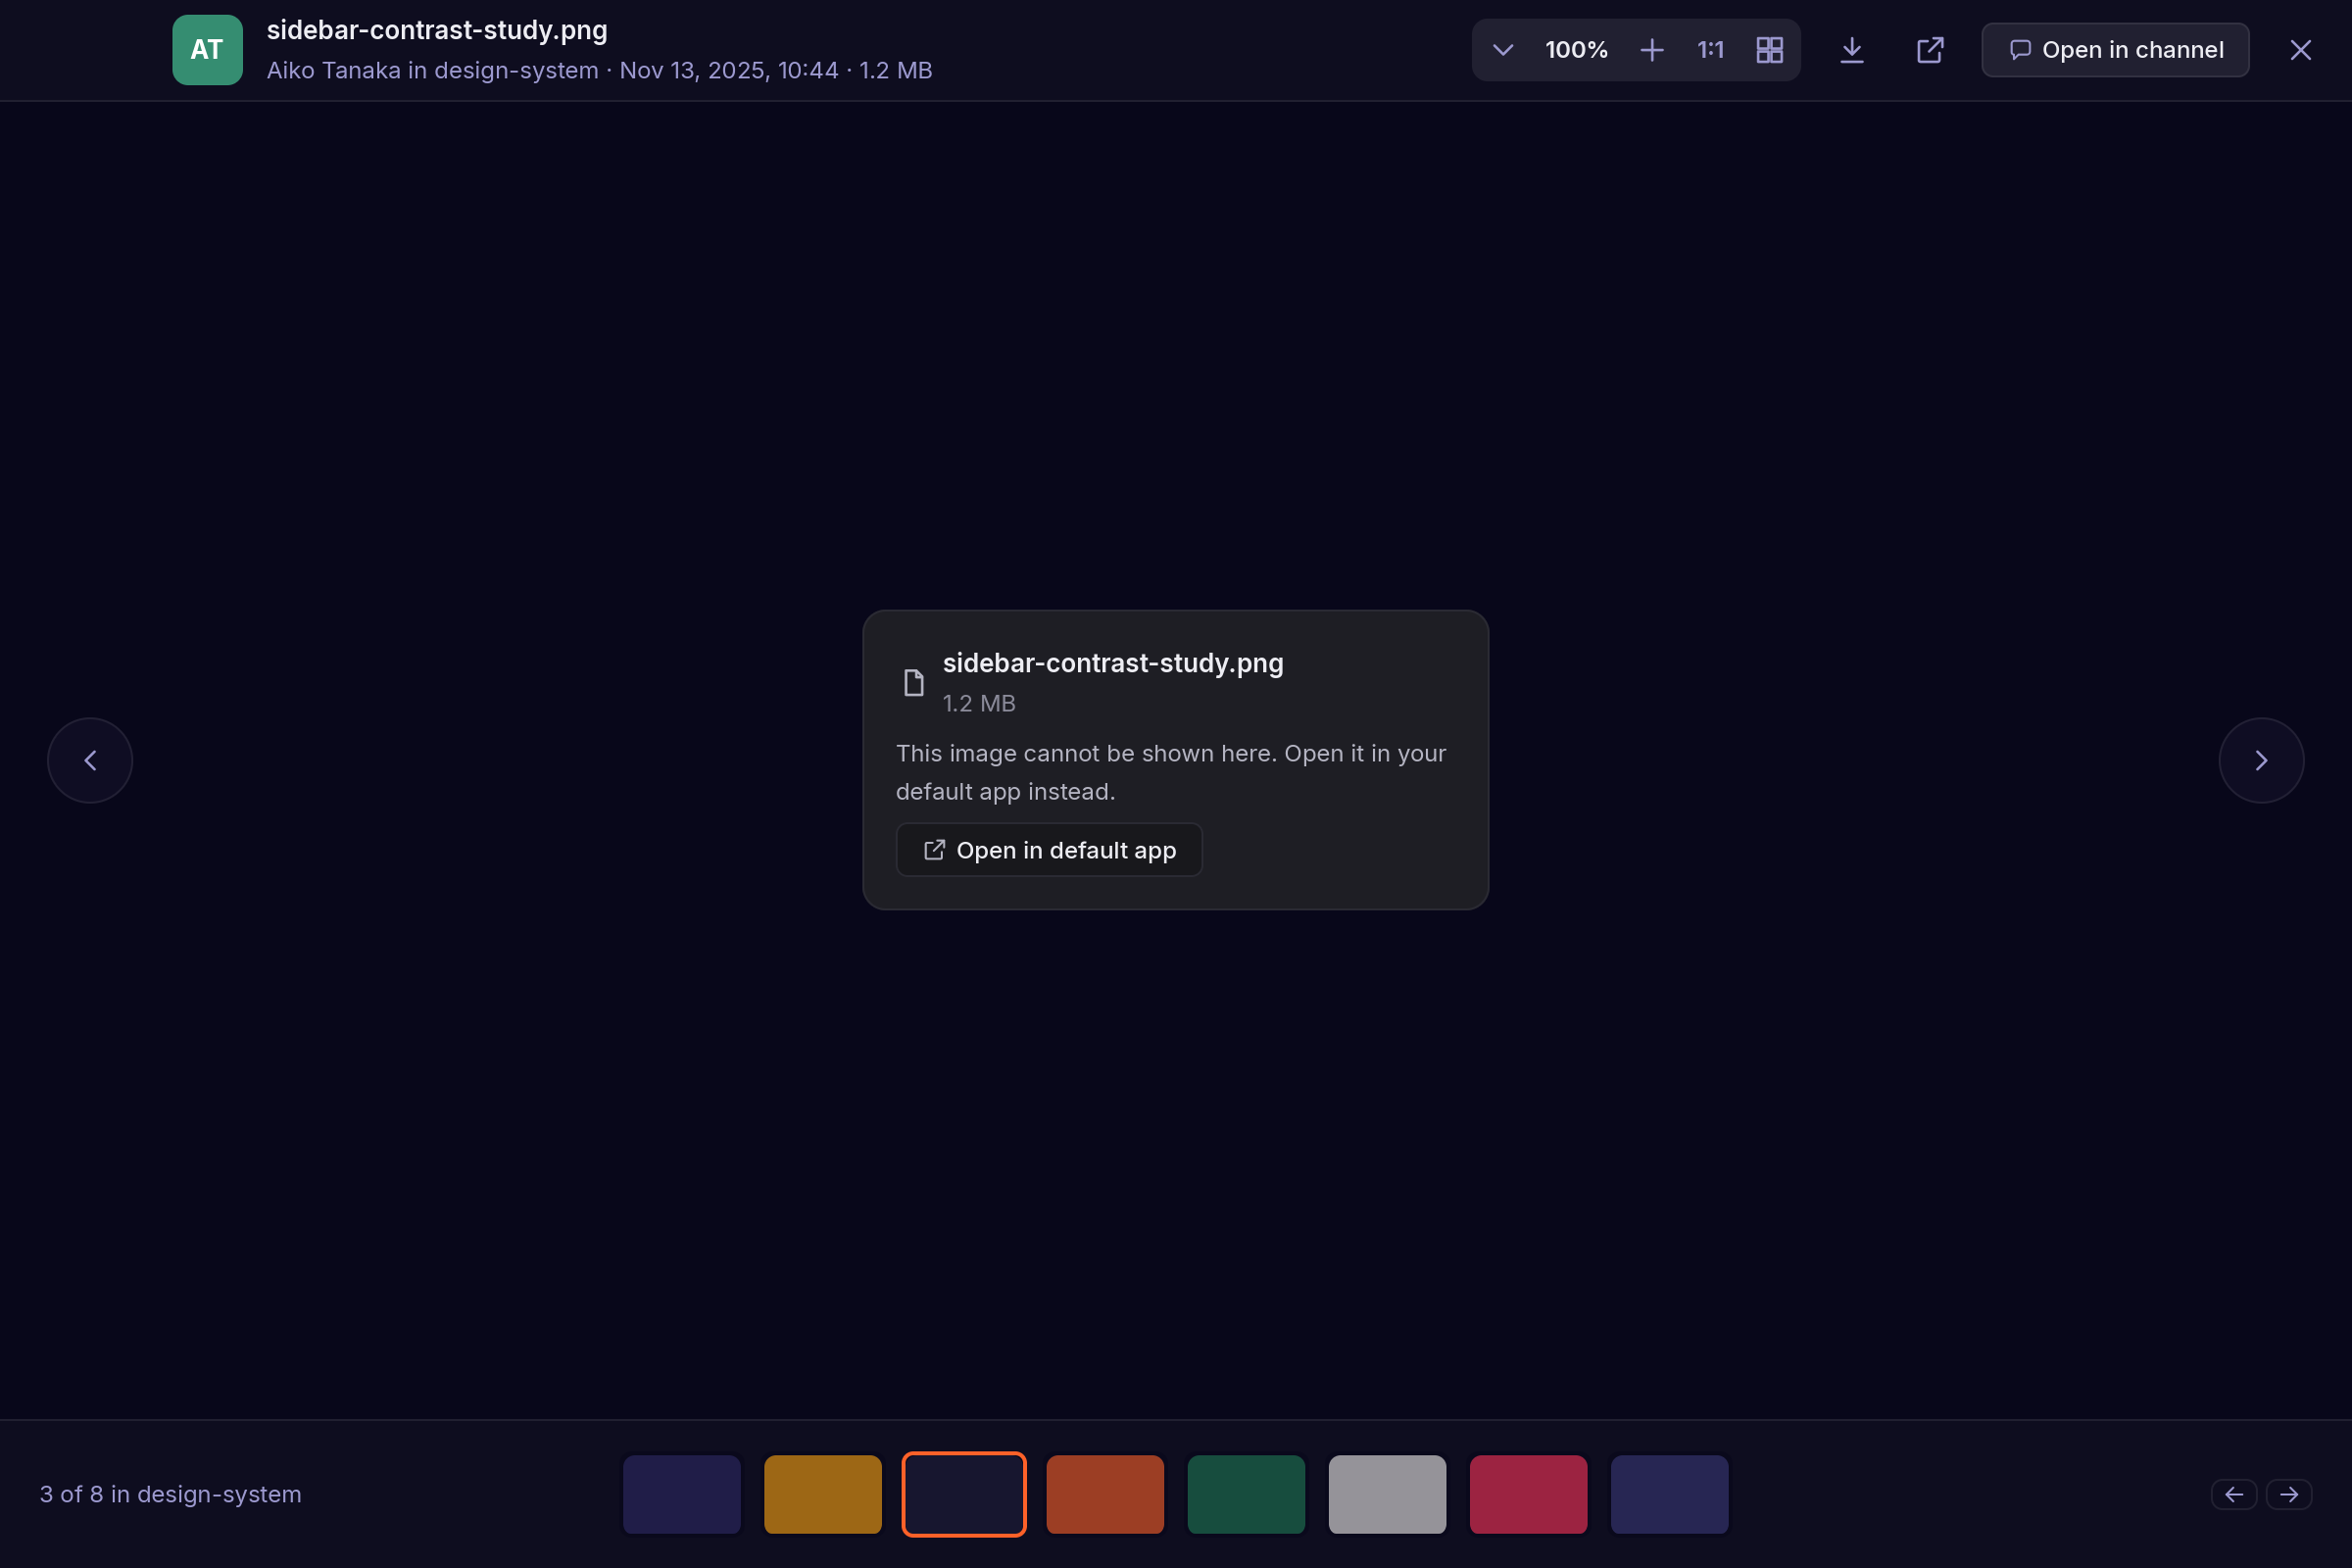 AT
sidebar-contrast-study.png
Aiko Tanaka in design-system · Nov 13, 2025, 10:44 · 1.2 MB
100%
1:1
Open in channel
sidebar-contrast-study.png
1.2 MB
This image cannot be shown here. Open it in your
default app instead.
Open in default app
3 of 8 in design-system